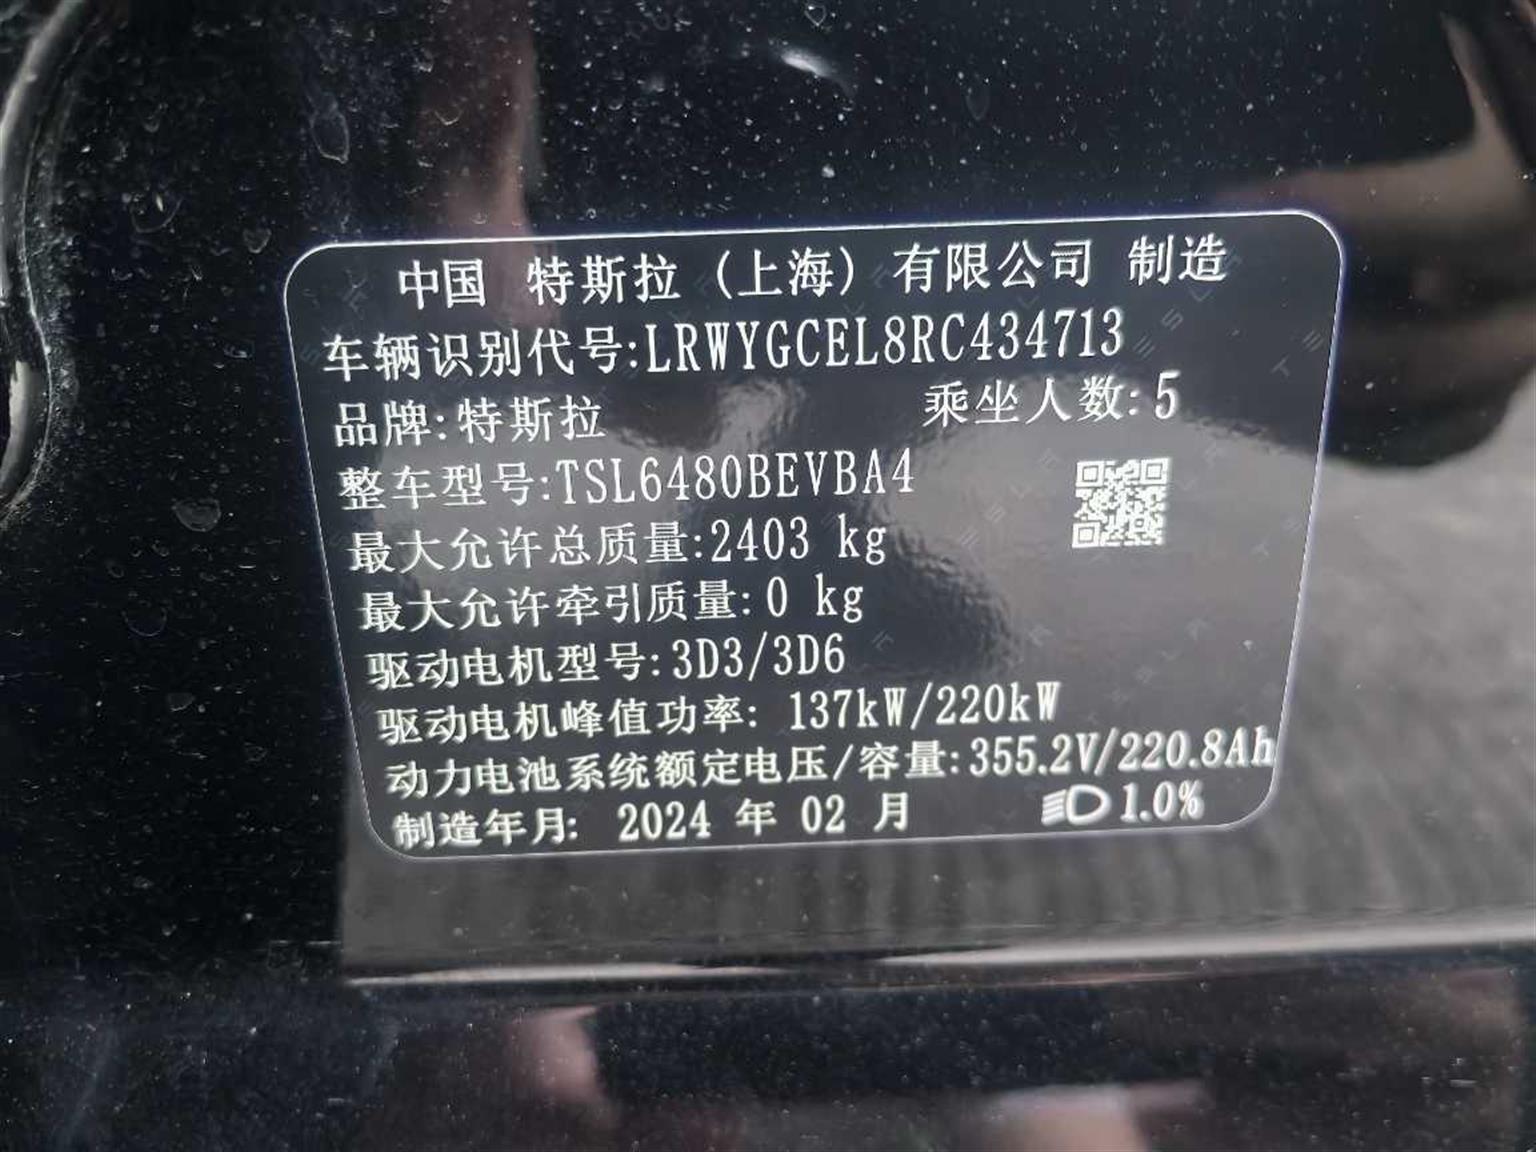 中国 特斯拉（上海）有限公司 制造
车辆识别代号:LRWYGCEL8RC434713
品牌:特斯拉 乘坐人数:5
整车型号:TSL6480BEVBA4
最大允许总质量:2403 kg
最大允许牵引质量:0 kg
驱动电机型号:3D3/3D6
驱动电机峰值功率: 137kW/220kW
动力电池系统额定电压/容量:355.2V/220.8Ah
制造年月: 2024 年 02 月 1.0%